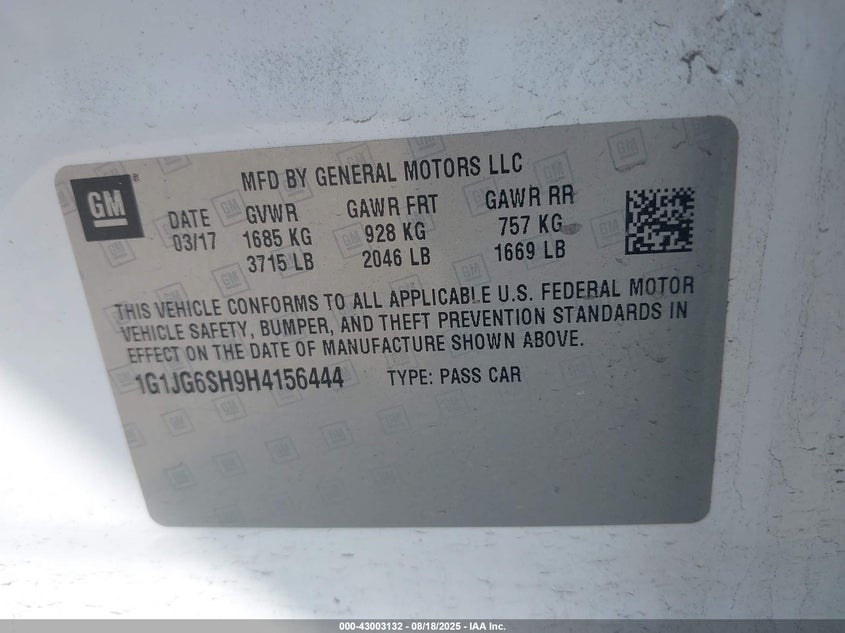 GM
MFD BY GENERAL MOTORS LLC
DATE GVWR GAWR FRT GAWR RR
03/17 1685 KG 928 KG 757 KG
3715 LB 2046 LB 1669 LB
THIS VEHICLE CONFORMS TO ALL APPLICABLE U.S. FEDERAL MOTOR
VEHICLE SAFETY, BUMPER, AND THEFT PREVENTION STANDARDS IN
EFFECT ON THE DATE OF MANUFACTURE SHOWN ABOVE.
1G1JG6SH9H4156444 TYPE: PASS CAR
000-43003132 - 08/18/2025 - IAA Inc.